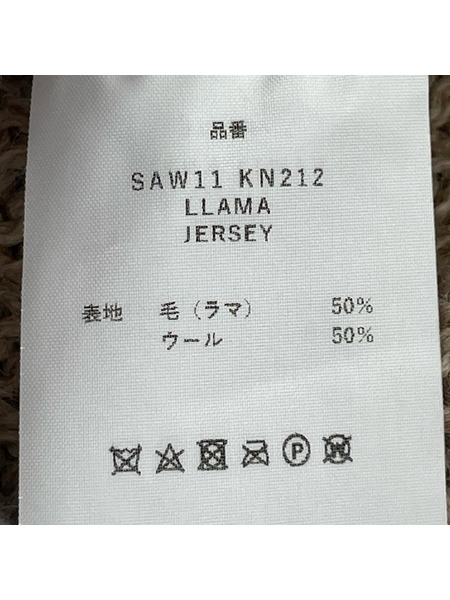 品番
SAW11 KN212
LLAMA
JERSEY
表地 毛（ラマ） 50%
ウール 50%
P W